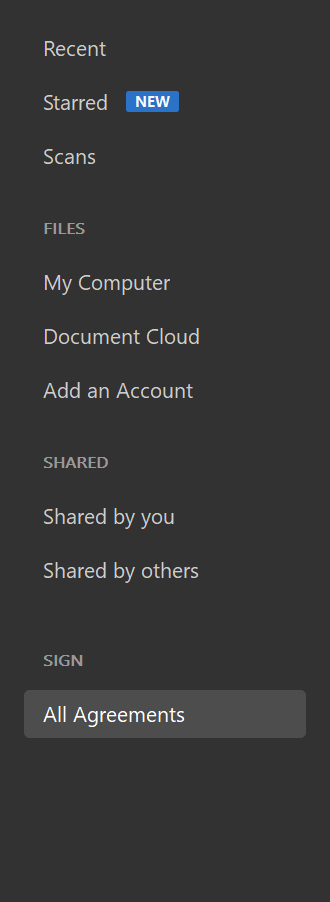 Recent
Starred NEW
Scans
FILES
My Computer
Document Cloud
Add an Account
SHARED
Shared by you
Shared by others
SIGN
All Agreements